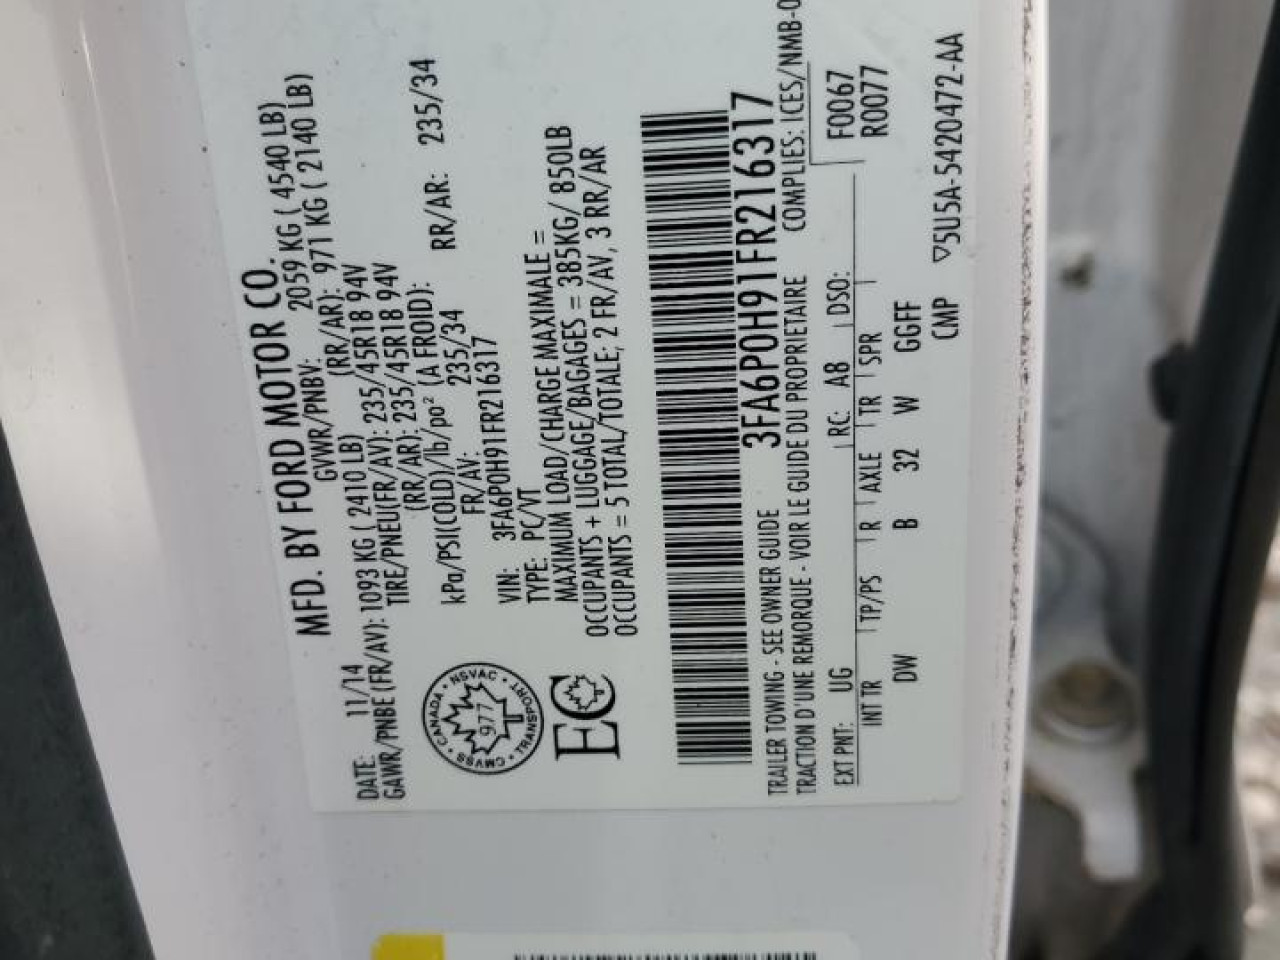 MFD. BY FORD MOTOR CO.
DATE: 11/14 GVWR/PNBV: 2059 KG ( 4540 LB)
GAWR/PNBE (FR/AV): 1093 KG ( 2410 LB) (RR/AR): 971 KG ( 2140 LB)
TIRE/PNEU(FR/AV): 235/45R18 94V
(RR/AR): 235/45R18 94V
kPa/PSI(COLD)/lb/po² (A FROID):
FR/AV: 235/34 RR/AR: 235/34
VIN: 3FA6P0H91FR216317
TYPE: PC/VT
MAXIMUM LOAD/CHARGE MAXIMALE =
OCCUPANTS + LUGGAGE/BAGAGES = 385KG/ 850LB
OCCUPANTS = 5 TOTAL/TOTALE; 2 FR/AV, 3 RR/AR
CANADA • NSVAC • TRANSPORT • CMVSS •
977
EC
3FA6P0H91FR216317
TRAILER TOWING - SEE OWNER GUIDE
TRACTION D'UNE REMORQUE - VOIR LE GUIDE DU PROPRIETAIRE COMPLIES: ICES/NMB-0
EXT PNT: UG RC: A8 DSO: F0067
INT TR TP/PS R AXLE TR SPR R0077
DW B 32 W GGFF
CMP ▽5U5A-5420472-AA